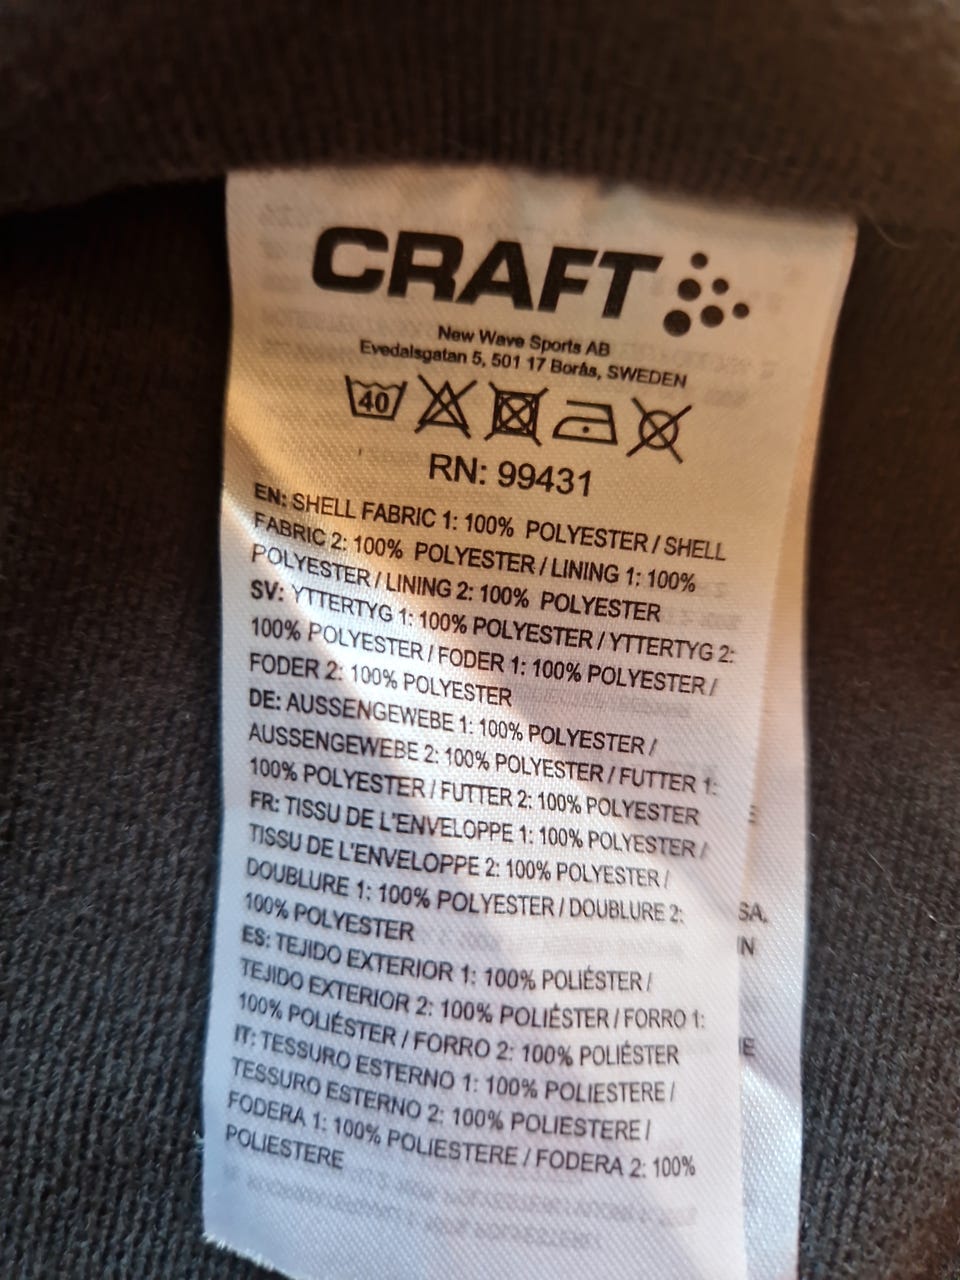 CRAFT
New Wave Sports AB
Evedalsgatan 5, 501 17 Borås, SWEDEN
40
RN: 99431
EN: SHELL FABRIC 1: 100% POLYESTER / SHELL
FABRIC 2: 100% POLYESTER / LINING 1: 100%
POLYESTER / LINING 2: 100% POLYESTER
SV: YTTERTYG 1: 100% POLYESTER / YTTERTYG 2:
100% POLYESTER / FODER 1: 100% POLYESTER /
FODER 2: 100% POLYESTER
DE: AUSSENGEWEBE 1: 100% POLYESTER /
AUSSENGEWEBE 2: 100% POLYESTER / FUTTER 1:
100% POLYESTER / FUTTER 2: 100% POLYESTER
FR: TISSU DE L'ENVELOPPE 1: 100% POLYESTER /
TISSU DE L'ENVELOPPE 2: 100% POLYESTER /
DOUBLURE 1: 100% POLYESTER / DOUBLURE 2:
100% POLYESTER
ES: TEJIDO EXTERIOR 1: 100% POLIÉSTER /
TEJIDO EXTERIOR 2: 100% POLIÉSTER / FORRO 1:
100% POLIÉSTER / FORRO 2: 100% POLIÉSTER
IT: TESSURO ESTERNO 1: 100% POLIESTERE /
TESSURO ESTERNO 2: 100% POLIESTERE /
FODERA 1: 100% POLIESTERE / FODERA 2: 100%
POLIESTERE